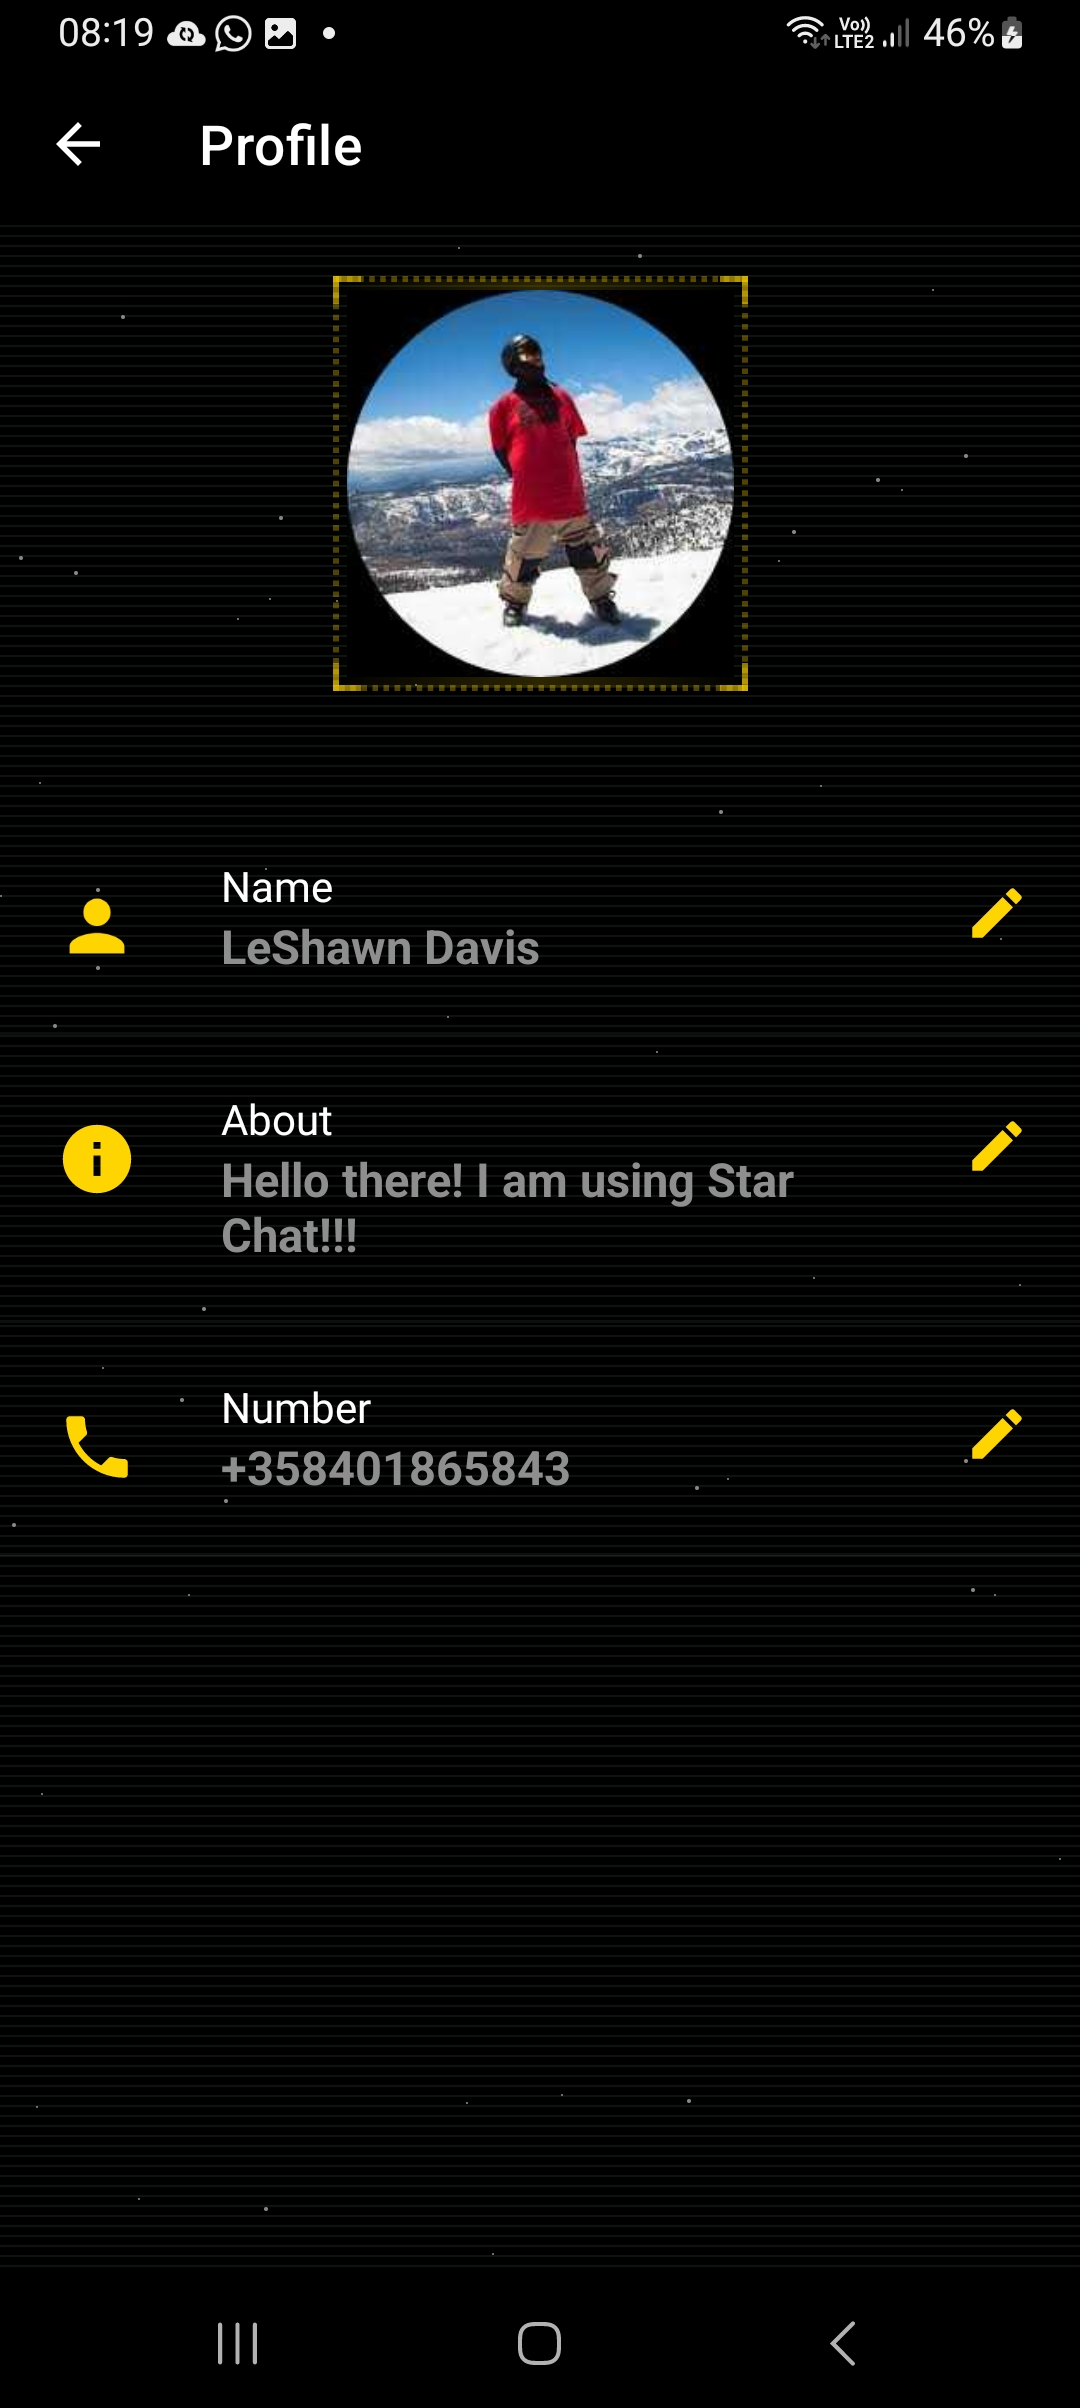 08:19
Vo))
LTE2
46%
Profile
Name
LeShawn Davis
About
Hello there! I am using Star
Chat!!!
Number
+358401865843